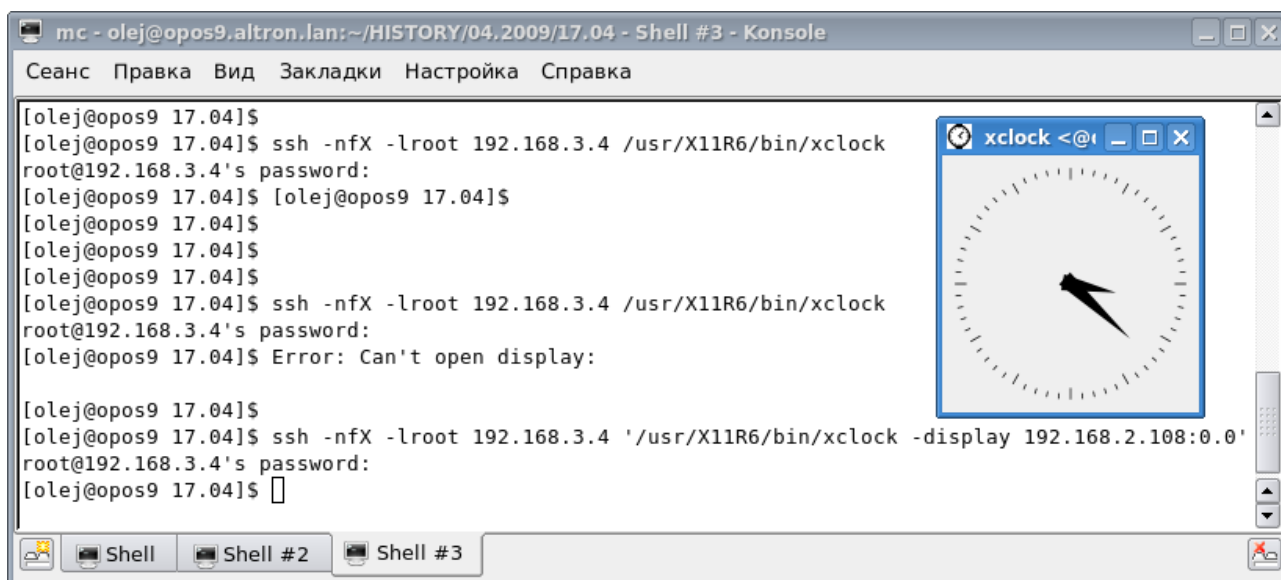 mc - olej@opos9.altron.lan:~/HISTORY/04.2009/17.04 - Shell #3 - Konsole
Сеанс Правка Вид Закладки Настройка Справка
[olej@opos9 17.04]$
[olej@opos9 17.04]$ ssh -nfX -lroot 192.168.3.4 /usr/X11R6/bin/xclock
root@192.168.3.4's password:
[olej@opos9 17.04]$ [olej@opos9 17.04]$
[olej@opos9 17.04]$
[olej@opos9 17.04]$
[olej@opos9 17.04]$
[olej@opos9 17.04]$ ssh -nfX -lroot 192.168.3.4 /usr/X11R6/bin/xclock
root@192.168.3.4's password:
[olej@opos9 17.04]$ Error: Can't open display:
[olej@opos9 17.04]$
[olej@opos9 17.04]$ ssh -nfX -lroot 192.168.3.4 '/usr/X11R6/bin/xclock -display 192.168.2.108:0.0'
root@192.168.3.4's password:
[olej@opos9 17.04]$
xclock <@
Shell Shell #2 Shell #3